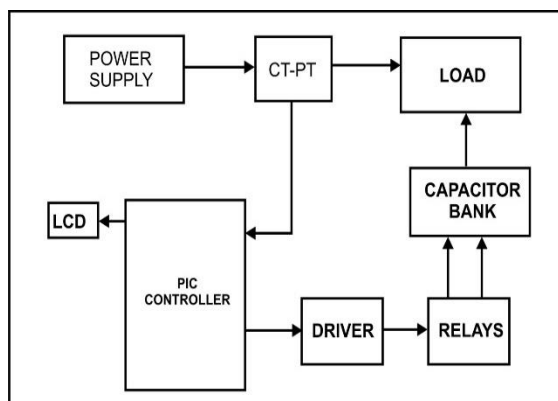 POWER
SUPPLY
CT-PT
LOAD
CAPACITOR
BANK
LCD
PIC
CONTROLLER
DRIVER
RELAYS